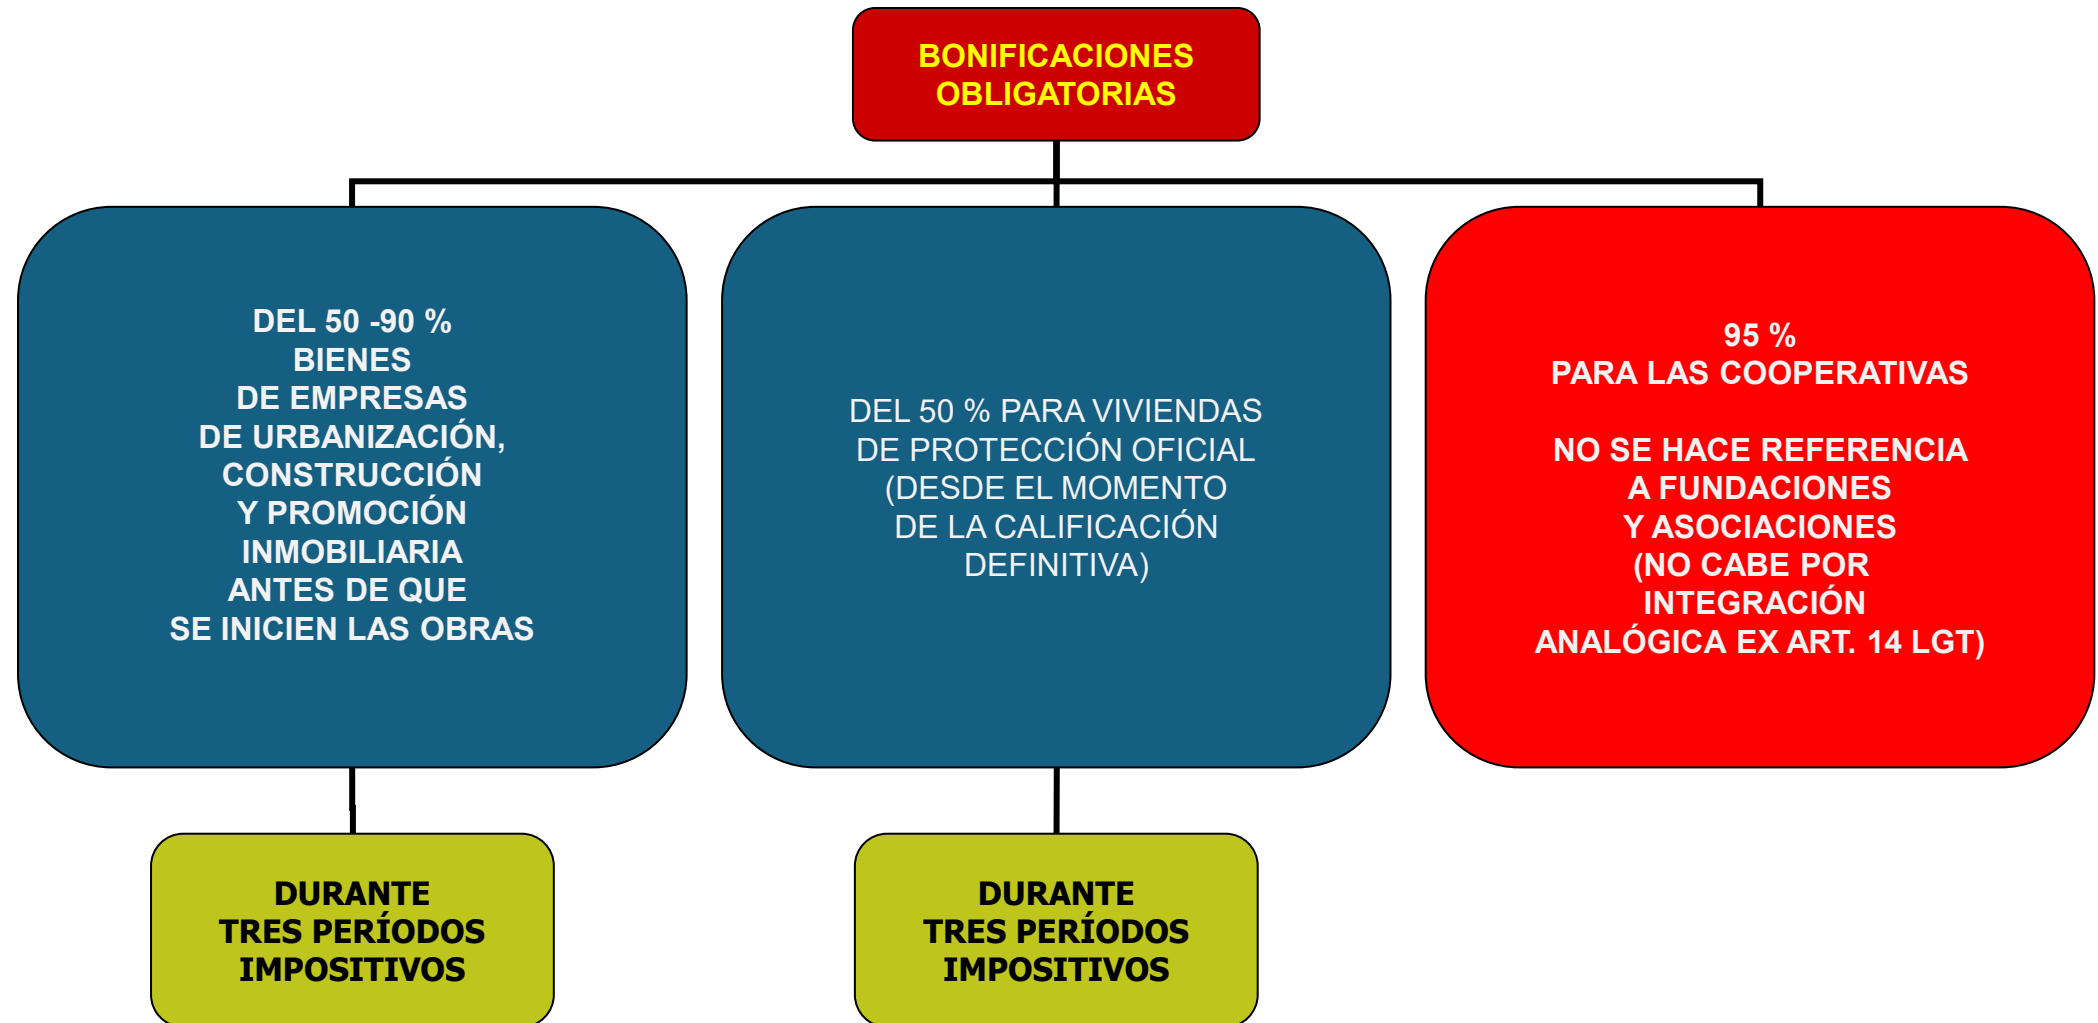 BONIFICACIONES
OBLIGATORIAS
DEL 50 -90 %
BIENES
DE EMPRESAS
DE URBANIZACIÓN,
CONSTRUCCIÓN
Y PROMOCIÓN
INMOBILIARIA
ANTES DE QUE
SE INICIEN LAS OBRAS
DEL 50 % PARA VIVIENDAS
DE PROTECCIÓN OFICIAL
(DESDE EL MOMENTO
DE LA CALIFICACIÓN
DEFINITIVA)
95 %
PARA LAS COOPERATIVAS
NO SE HACE REFERENCIA
A FUNDACIONES
Y ASOCIACIONES
(NO CABE POR
INTEGRACIÓN
ANALÓGICA EX ART. 14 LGT)
DURANTE
TRES PERÍODOS
IMPOSITIVOS
DURANTE
TRES PERÍODOS
IMPOSITIVOS